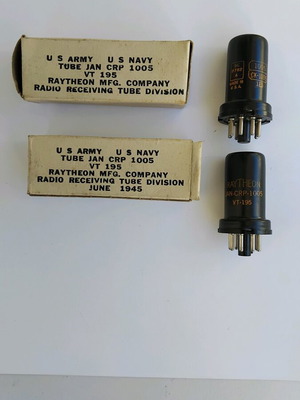 U S ARMY U S NAVY
TUBE JAN CRP 1005
VT 195
RAYTHEON MFG. COMPANY
RADIO RECEIVING TUBE DIVISION
U S ARMY U S NAVY
TUBE JAN CRP 1005
VT 195
RAYTHEON MFG. COMPANY
RADIO RECEIVING TUBE DIVISION
JUNE 1945
U.S.A.
RAYTHEON
JAN-CRP-1005
VT-195